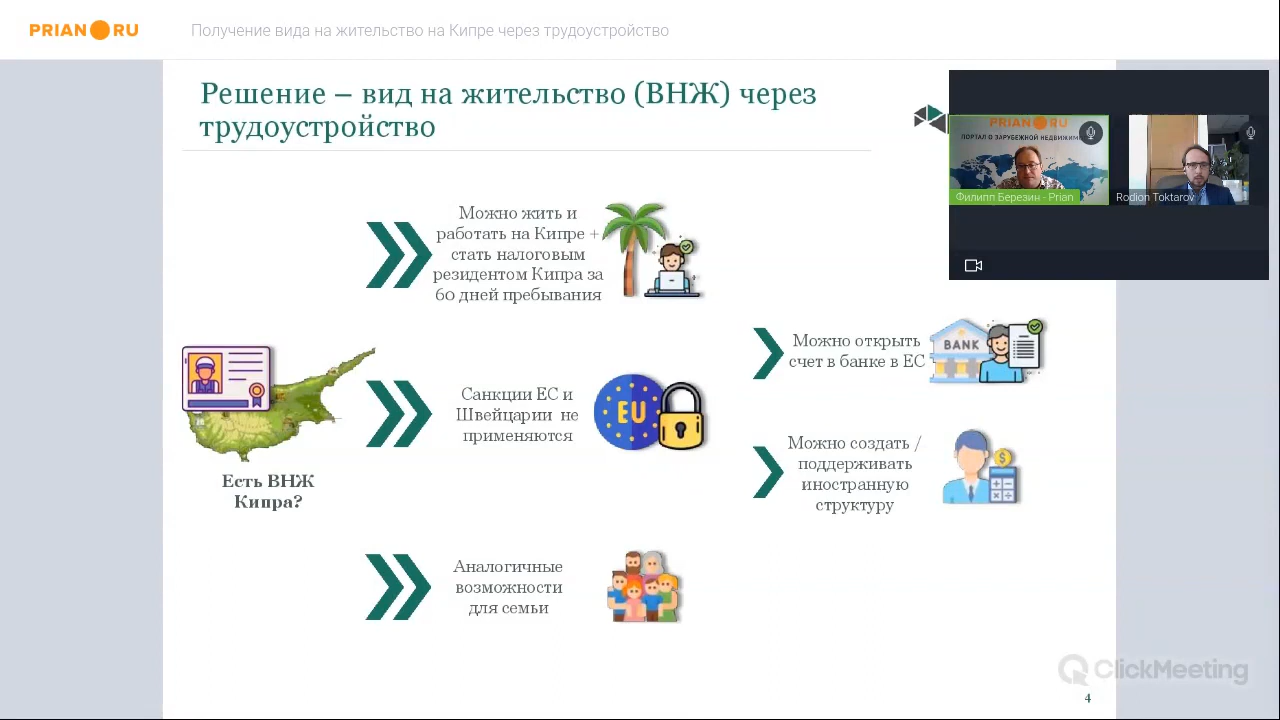 PRIAN RU
Получение вида на жительство на Кипре через трудоустройство
Решение – вид на жительство (ВНЖ) через
трудоустройство
PRIAN RU
ПОРТАЛ О ЗАРУБЕЖНОЙ НЕДВИЖИМ
Филипп Березин - Prian
Rodion Toktarov
Можно жить и
работать на Кипре +
стать налоговым
резидентом Кипра за
60 дней пребывания
Можно открыть
счет в банке в ЕС
BANK
Санкции ЕС и
Швейцарии не
применяются
EU
Можно создать /
поддерживать
иностранную
структуру
Есть ВНЖ
Кипра?
Аналогичные
возможности
для семьи
ClickMeeting
4